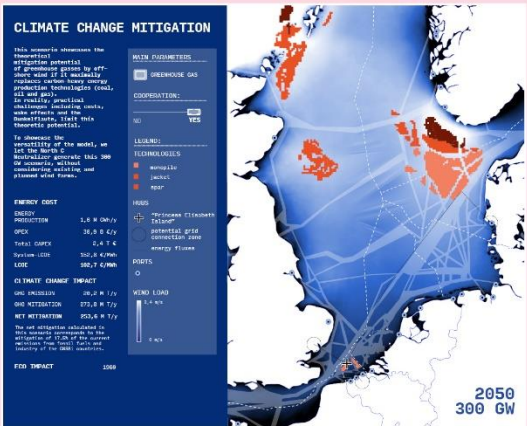 CLIMATE CHANGE MITIGATION
This scenario showcases the
theoretical
mitigation potential
of greenhouse gasses by off-
shore wind if it maximally
replaces carbon-heavy energy
production technologies (coal,
oil and gas).
In reality, practical
challenges including costs,
wake effects and the
Dunkelflaute, limit this
theoretic potential.
To showcase the
versatility of the model, we
let the North C
Neutralizer generate this 300
GW scenario, without
considering existing and
planned wind farms.
ENERGY COST
ENERGY
PRODUCTION 1,8 M GWh/y
OPEX 38,9 G €/y
Total CAPEX 2,4 T €
System-LCOE 152,8 €/MWh
LCOE 102,7 €/MWh
CLIMATE CHANGE IMPACT
GHG EMISSION 20,2 M T/y
GHG MITIGATION 273,8 M T/y
NET MITIGATION 253,6 M T/y
The net mitigation calculated in
this scenario corresponds to the
mitigation of 17.6% of the current
emissions from fossil fuels and
industry of the countries.
ECO IMPACT 1060
MAIN PARAMETERS
GREENHOUSE GAS
COOPERATION:
NO YES
LEGEND:
TECHNOLOGIES
monopile
jacket
spar
HUBS
"Princess Elisabeth
Island"
potential grid
connection zone
energy fluxes
PORTS
WIND LOAD
m/s
0 m/s
2050
300 GW